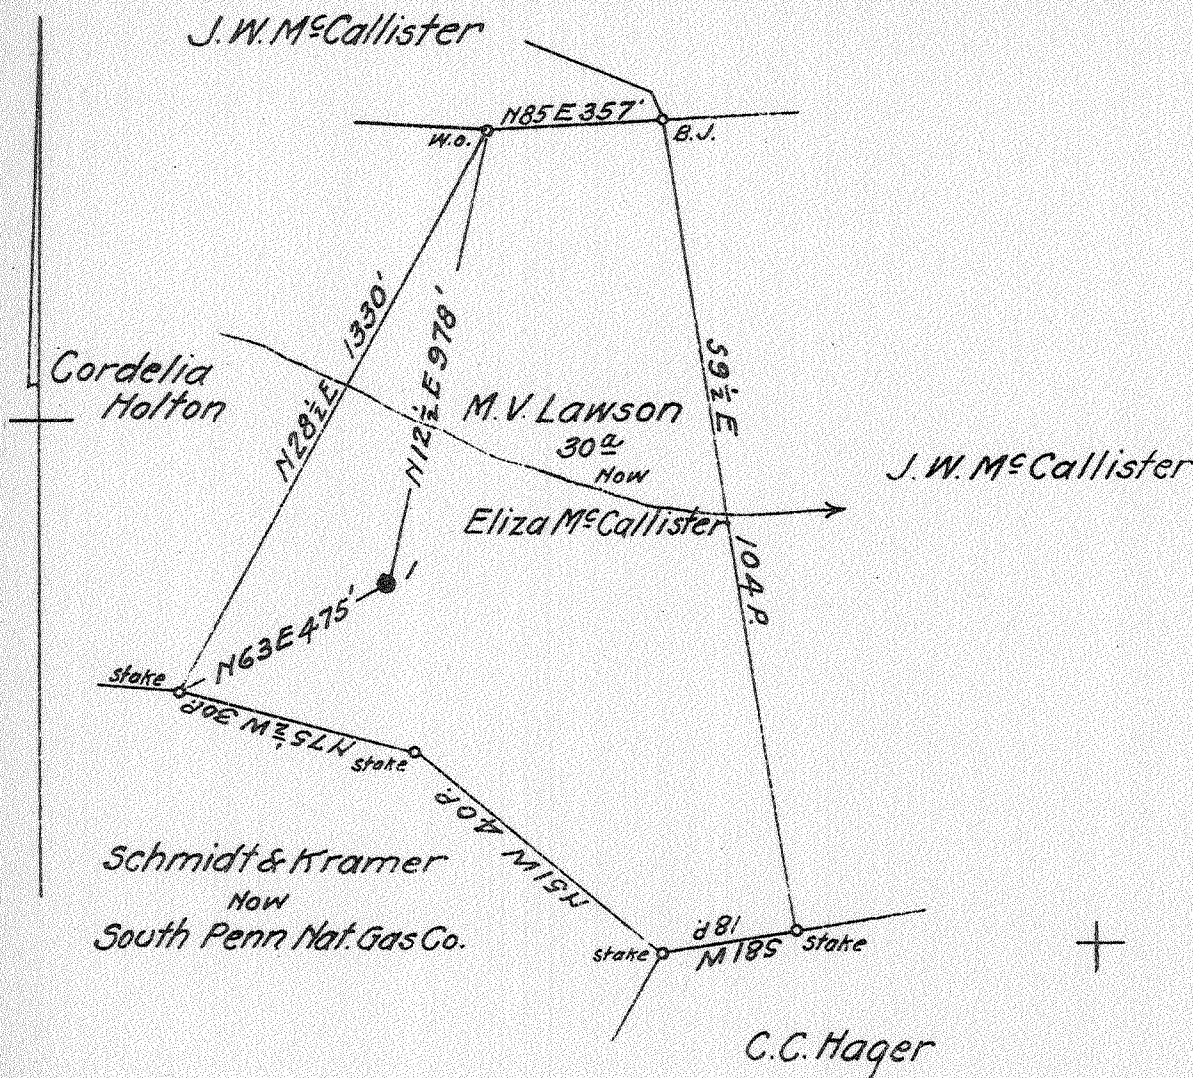 J.W. McCallister
N85E 357'
W.O.
B.J.
N28½E 1330'
N12½E 978'
S9½E
104P.
Cordelia
Holton
M.V. Lawson
30a
Now
Eliza McCallister
J.W. McCallister
1
N63E 475'
stake
N75½W 30P.
stake
N51W 40P.
Schmidt & Kramer
Now
South Penn Nat. Gas Co.
stake
18P.
S81W
stake
C.C. Hager